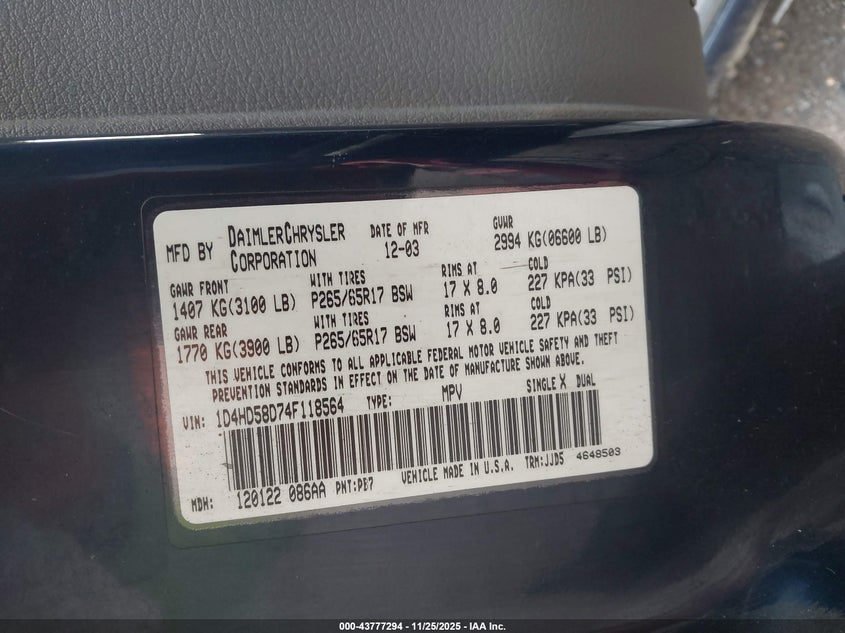 MFD BY DAIMLERCHRYSLER CORPORATION DATE OF MFR 12-03 GVWR 2994 KG(06600 LB)
GAWR FRONT WITH TIRES RIMS AT COLD
1407 KG(3100 LB) P265/65R17 BSW 17 X 8.0 227 KPA(33 PSI)
GAWR REAR WITH TIRES RIMS AT COLD
1770 KG(3900 LB) P265/65R17 BSW 17 X 8.0 227 KPA(33 PSI)
THIS VEHICLE CONFORMS TO ALL APPLICABLE FEDERAL MOTOR VEHICLE SAFETY AND THEFT
PREVENTION STANDARDS IN EFFECT ON THE DATE OF MANUFACTURE SHOWN ABOVE.
VIN: 1D4HD58D74F118564 TYPE: MPV SINGLE X DUAL
MDH: 120122 086AA PNT:PB7 VEHICLE MADE IN U.S.A. TRM:JJD5 4648503
000-43777294 - 11/25/2025 - IAA Inc.